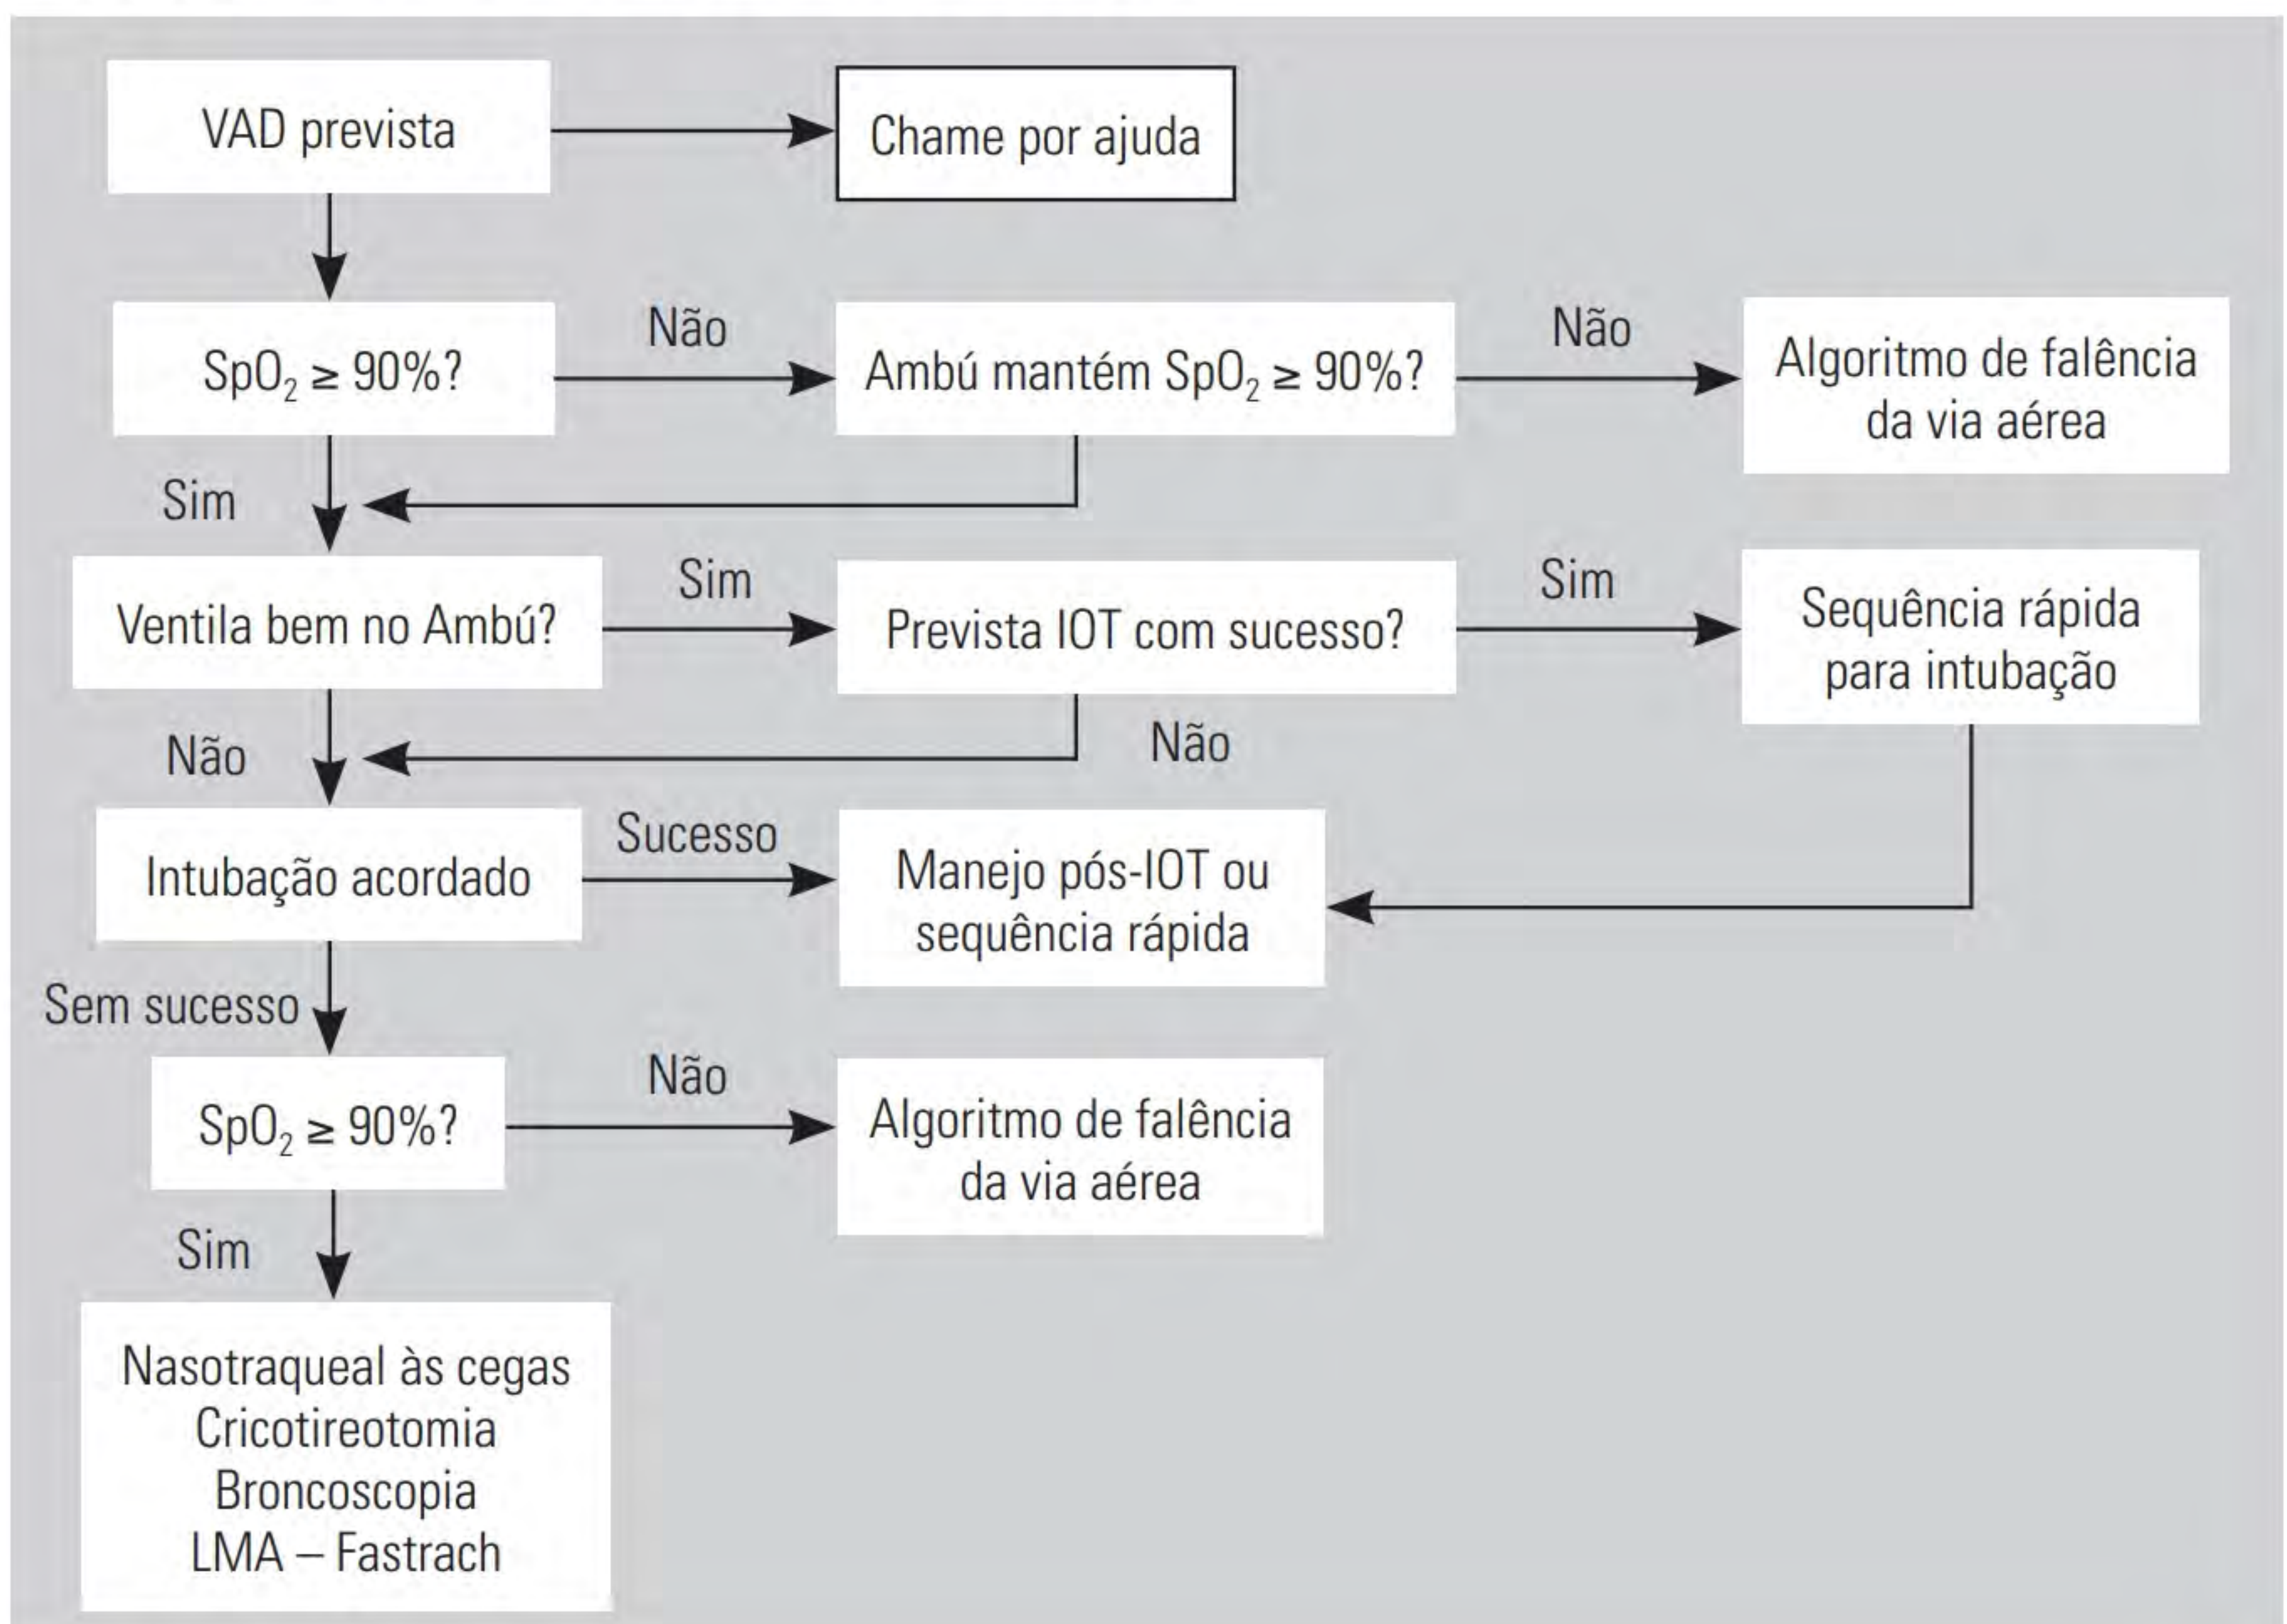 VAD prevista
Chame por ajuda
SpO₂ ≥ 90%?
Não
Ambú mantém SpO₂ ≥ 90%?
Não
Algoritmo de falência
da via aérea
Sim
Ventila bem no Ambú?
Sim
Prevista IOT com sucesso?
Sim
Sequência rápida
para intubação
Não
Não
Intubação acordado
Sucesso
Manejo pós-IOT ou
sequência rápida
Sem sucesso
SpO₂ ≥ 90%?
Não
Algoritmo de falência
da via aérea
Sim
Nasotraqueal às cegas
Cricotireotomia
Broncoscopia
LMA – Fastrach